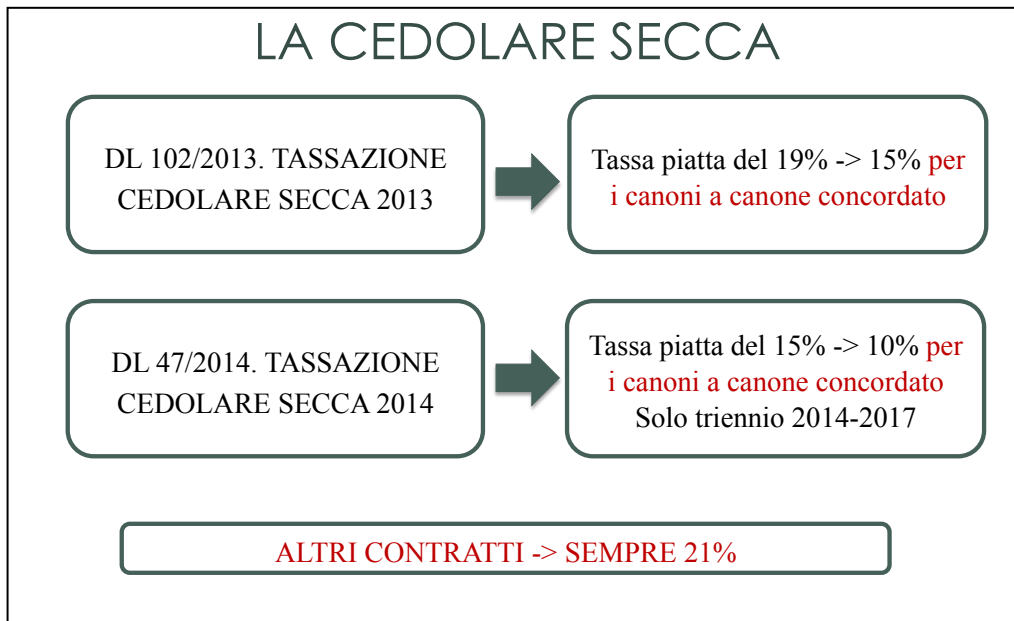 LA CEDOLARE SECCA
DL 102/2013. TASSAZIONE
CEDOLARE SECCA 2013
Tassa piatta del 19% -> 15% per
i canoni a canone concordato
DL 47/2014. TASSAZIONE
CEDOLARE SECCA 2014
Tassa piatta del 15% -> 10% per
i canoni a canone concordato
Solo triennio 2014-2017
ALTRI CONTRATTI -> SEMPRE 21%